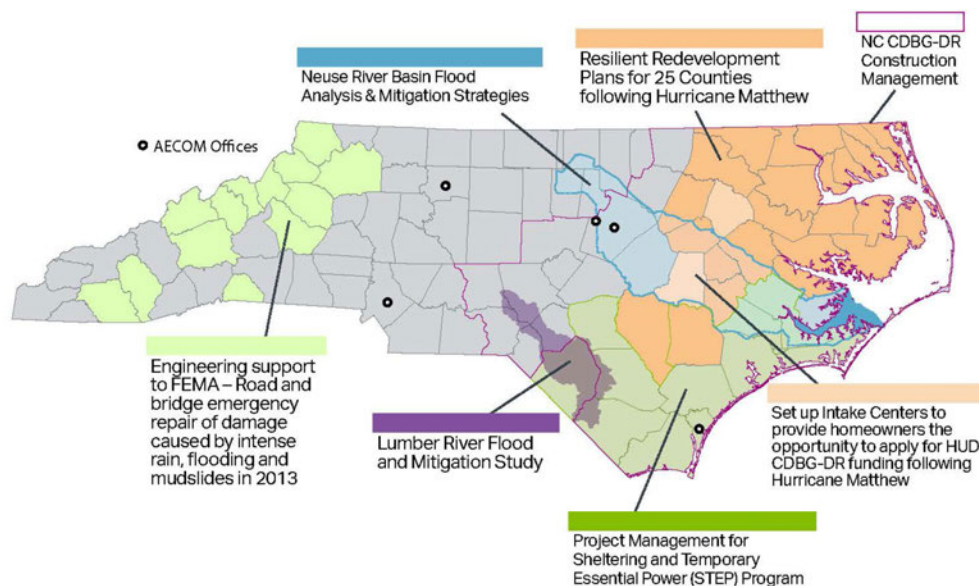 Neuse River Basin Flood
Analysis & Mitigation Strategies
Resilient Redevelopment
Plans for 25 Counties
following Hurricane Matthew
NC CDBG-DR
Construction
Management
AECOM Offices
Engineering support
to FEMA – Road and
bridge emergency
repair of damage
caused by intense
rain, flooding and
mudslides in 2013
Lumber River Flood
and Mitigation Study
Set up Intake Centers to
provide homeowners the
opportunity to apply for HUD
CDBG-DR funding following
Hurricane Matthew
Project Management for
Sheltering and Temporary
Essential Power (STEP) Program